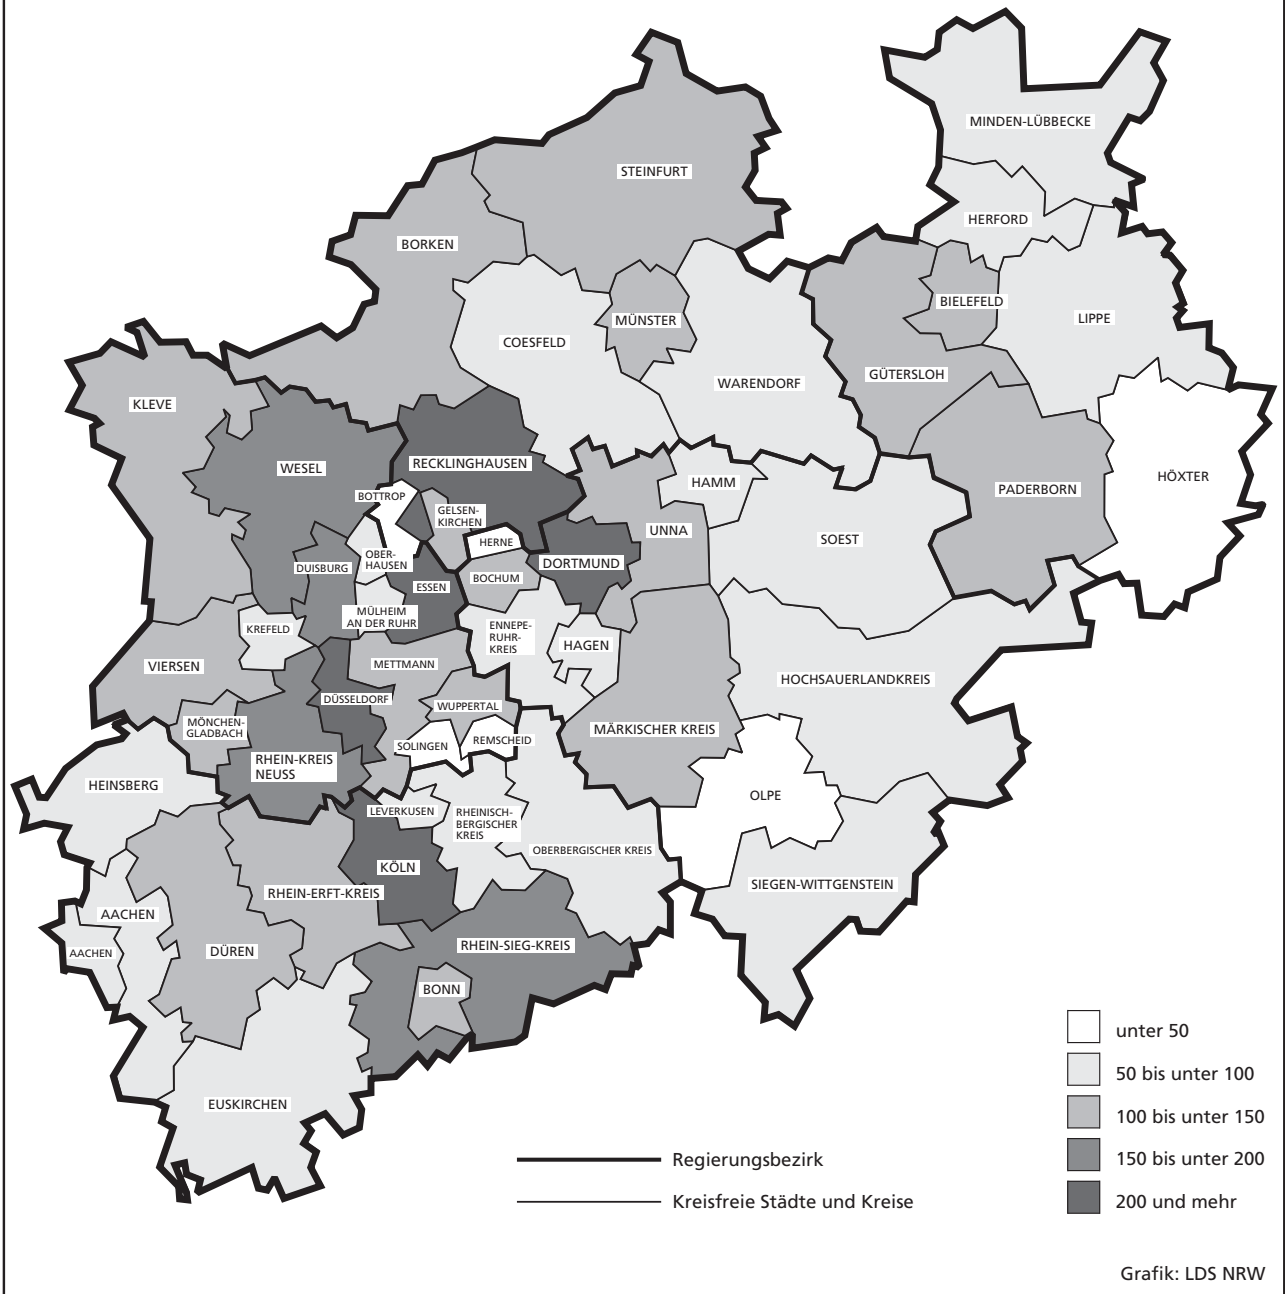 MINDEN-LÜBBECKE
STEINFURT
HERFORD
BORKEN
BIELEFELD
MÜNSTER
LIPPE
COESFELD
GÜTERSLOH
WARENDORF
KLEVE
RECKLINGHAUSEN
WESEL
HÖXTER
HAMM
PADERBORN
BOTTROP
GELSEN-
KIRCHEN
UNNA
SOEST
HERNE
OBER-
HAUSEN
DORTMUND
DUISBURG
BOCHUM
ESSEN
MÜLHEIM
AN DER RUHR
KREFELD
ENNEPE-
RUHR-
KREIS
HAGEN
VIERSEN
METTMANN
HOCHSAUERLANDKREIS
DÜSSELDORF
WUPPERTAL
MÖNCHEN-
GLADBACH
MÄRKISCHER KREIS
REMSCHEID
SOLINGEN
RHEIN-KREIS
NEUSS
HEINSBERG
OLPE
LEVERKUSEN
RHEINISCH-
BERGISCHER
KREIS
OBERBERGISCHER KREIS
KÖLN
SIEGEN-WITTGENSTEIN
RHEIN-ERFT-KREIS
AACHEN
RHEIN-SIEG-KREIS
DÜREN
AACHEN
BONN
EUSKIRCHEN
unter 50
50 bis unter 100
100 bis unter 150
150 bis unter 200
200 und mehr
Regierungsbezirk
Kreisfreie Städte und Kreise
Grafik: LDS NRW